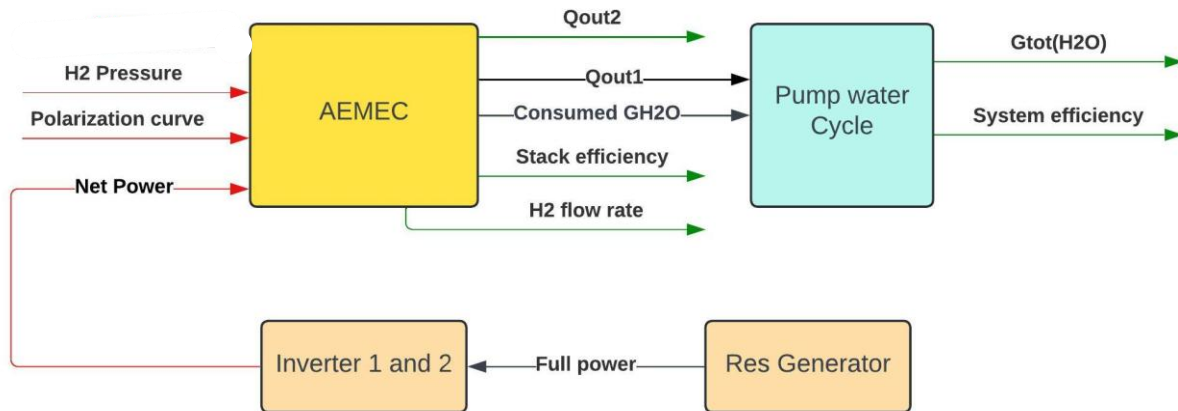 Qout2
Gtot(H2O)
H2 Pressure
Qout1
Pump water
Cycle
AEMEC
Polarization curve
Consumed GH2O
System efficiency
Stack efficiency
Net Power
H2 flow rate
Inverter 1 and 2
Full power
Res Generator